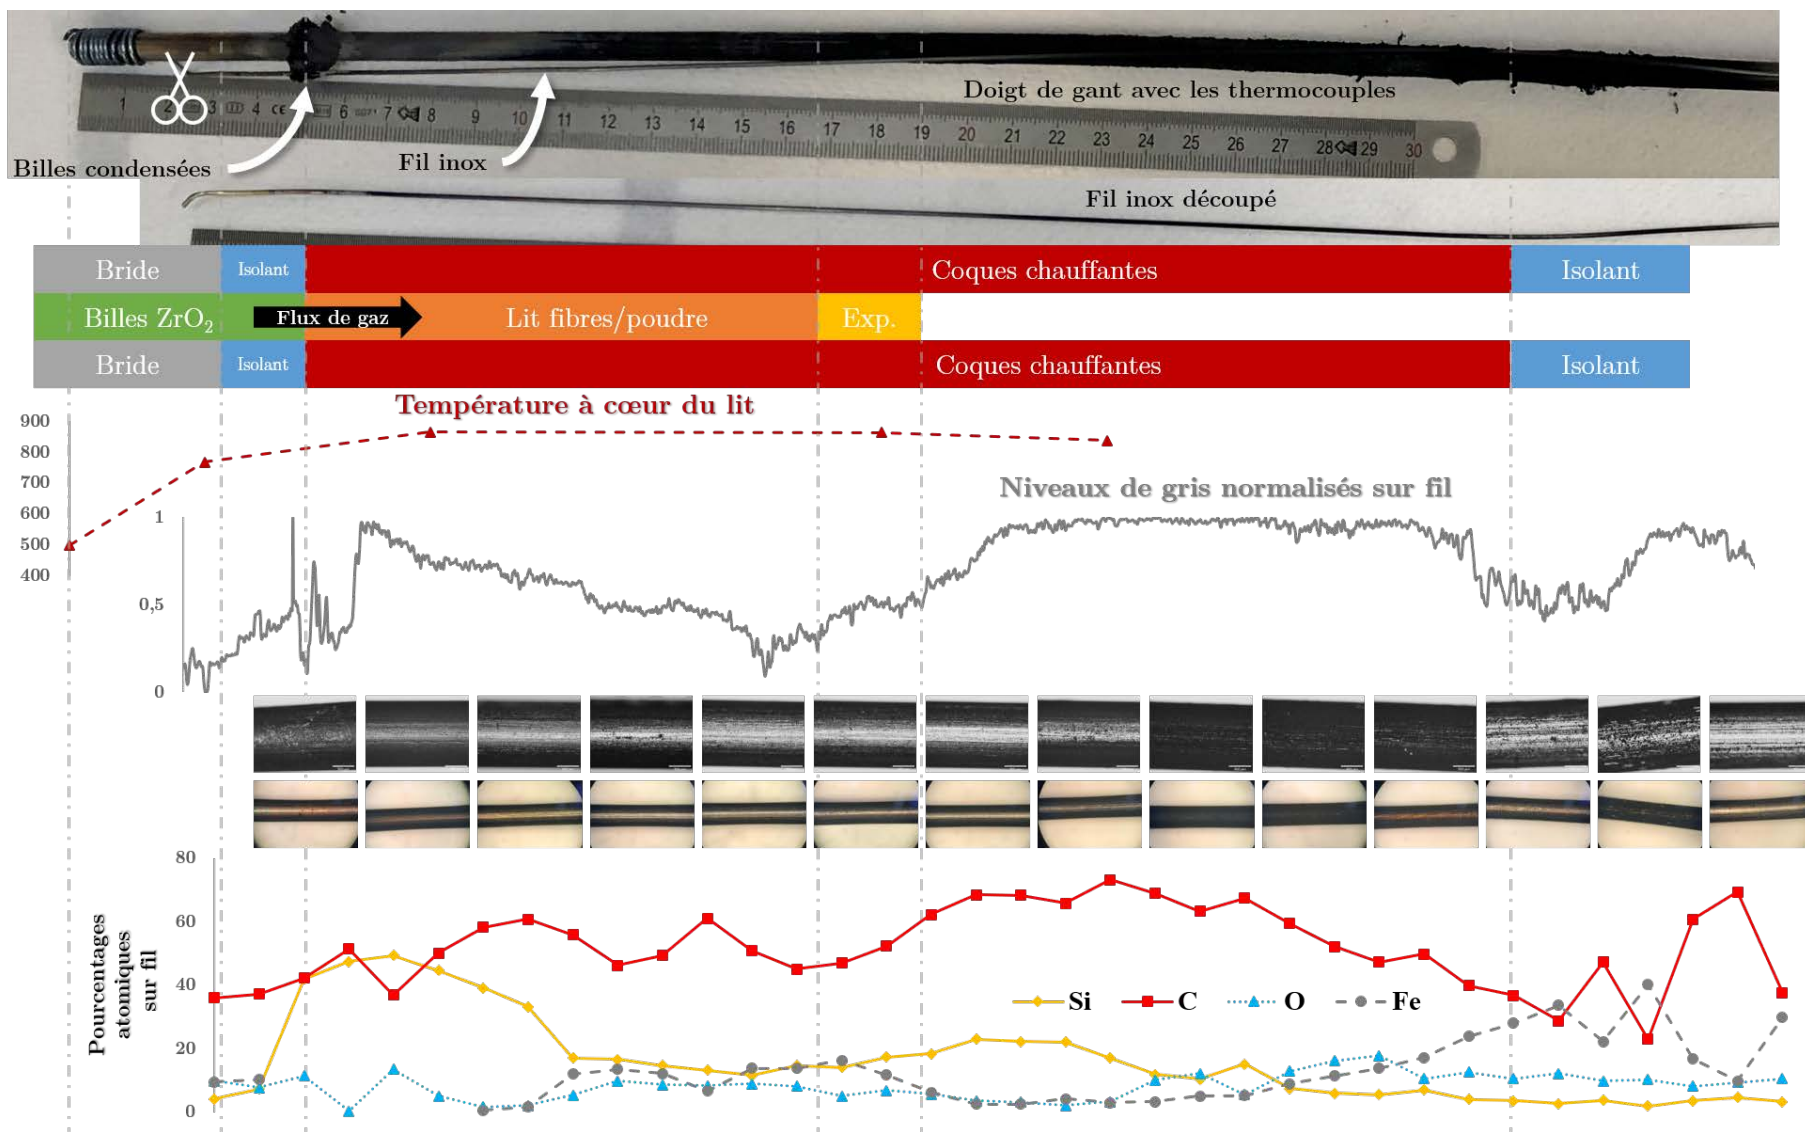 Doigt de gant avec les thermocouples
1 2 3 4 6 7 8 9 10 11 12 13 14 15 16 17 18 19 20 21 22 23 24 25 26 27 28 29 30
Billes condensées
Fil inox
Fil inox découpé
Bride Isolant Coques chauffantes Isolant
Billes ZrO₂ Flux de gaz Lit fibres/poudre Exp.
Bride Isolant Coques chauffantes Isolant
Température à cœur du lit
900
800
700
600
500
400
Niveaux de gris normalisés sur fil
1
0,5
0
Pourcentages
atomiques
sur fil
80
60
40
20
0
Si C O Fe